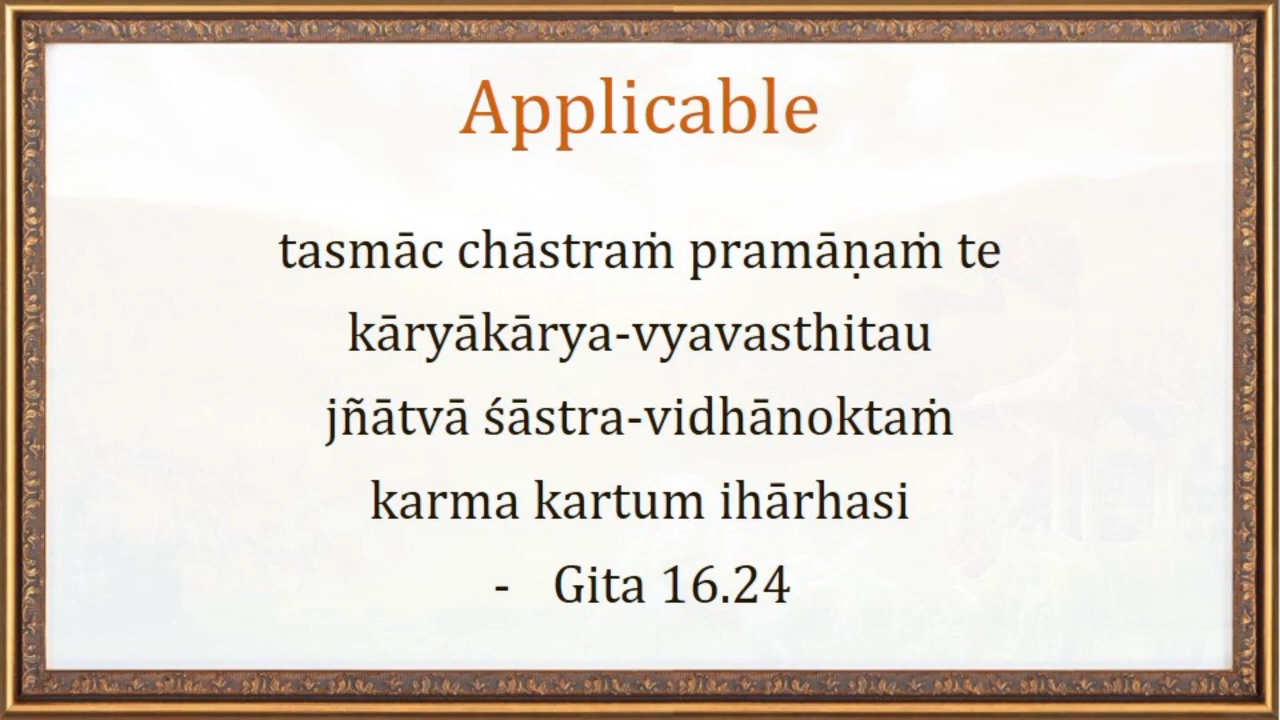 Applicable
tasmāc chāstraṁ pramāṇaṁ te
kāryākārya-vyavasthitau
jñātvā śāstra-vidhānoktaṁ
karma kartum ihārhasi
- Gita 16.24